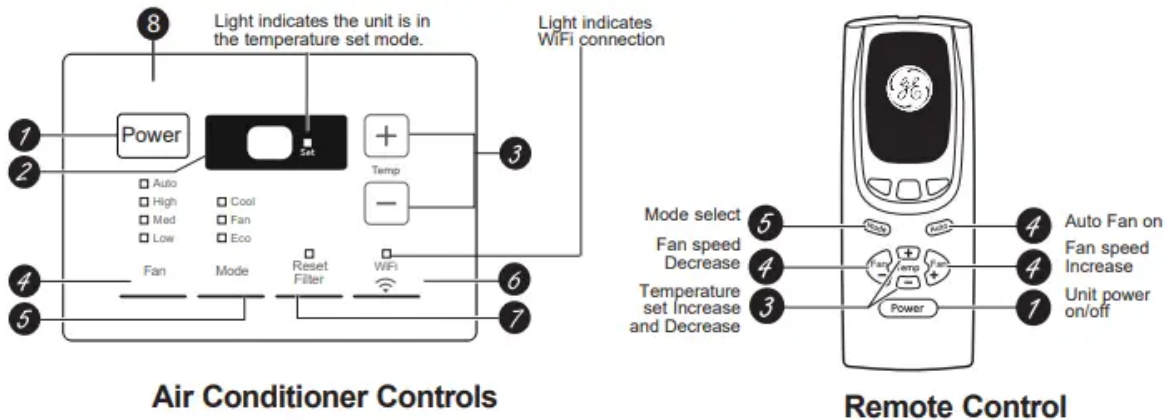 8
Light indicates the unit is in
the temperature set mode.
Light indicates
WiFi connection
1
Power
2
Set
+
Temp
−
3
Auto
High
Med
Low
Cool
Fan
Eco
4
Fan
Mode
Reset
Filter
WiFi
6
5
7
Air Conditioner Controls
GE
Mode select
5
Mode
Auto
4
Auto Fan on
Fan speed
Decrease
4
Fan
−
+
Temp
−
Fan
+
4
Fan speed
Increase
Temperature
set Increase
and Decrease
3
Power
1
Unit power
on/off
Remote Control